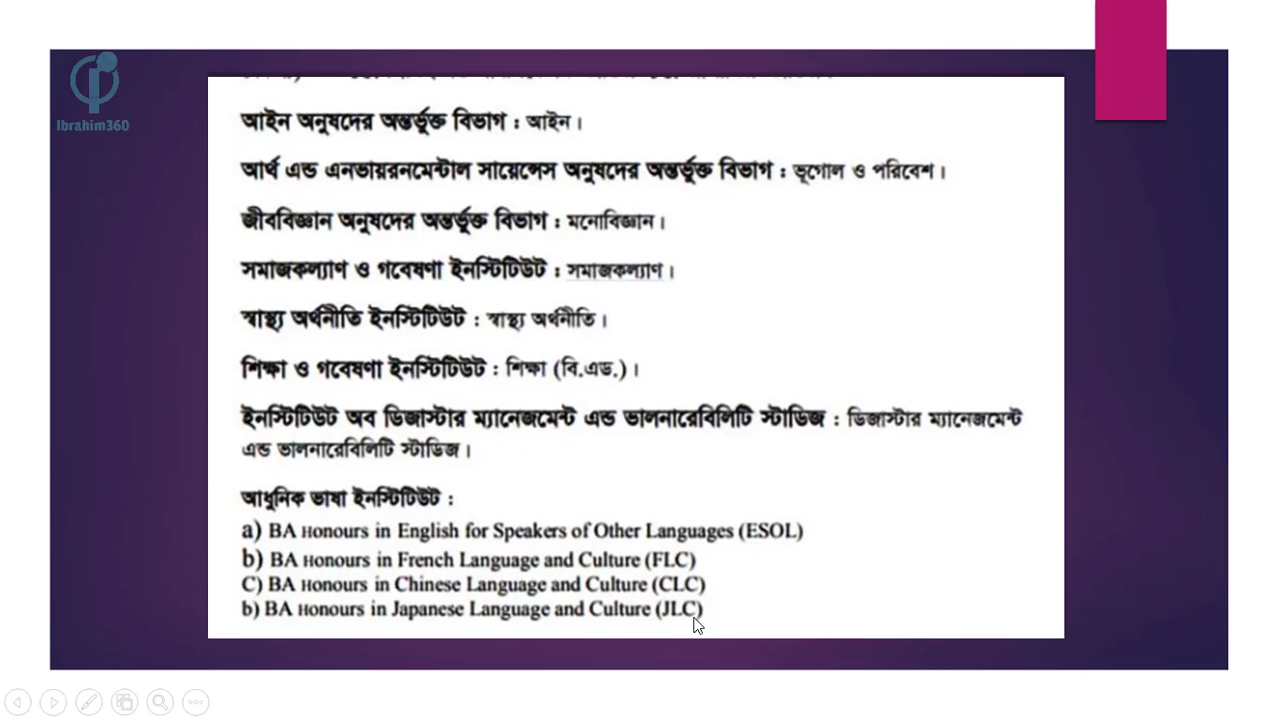 Ibrahim360
আইন অনুষদের অন্তর্ভুক্ত বিভাগ : আইন।
আর্থ এন্ড এনভায়রনমেন্টাল সায়েন্সেস অনুষদের অন্তর্ভুক্ত বিভাগ : ভূগোল ও পরিবেশ।
জীববিজ্ঞান অনুষদের অন্তর্ভুক্ত বিভাগ : মনোবিজ্ঞান।
সমাজকল্যাণ ও গবেষণা ইনস্টিটিউট : সমাজকল্যাণ।
স্বাস্থ্য অর্থনীতি ইনস্টিটিউট : স্বাস্থ্য অর্থনীতি।
শিক্ষা ও গবেষণা ইনস্টিটিউট : শিক্ষা (বি.এড.)।
ইনস্টিটিউট অব ডিজাস্টার ম্যানেজমেন্ট এন্ড ভালনারেবিলিটি স্টাডিজ : ডিজাস্টার ম্যানেজমেন্ট
এন্ড ভালনারেবিলিটি স্টাডিজ।
আধুনিক ভাষা ইনস্টিটিউট :
a) BA Honours in English for Speakers of Other Languages (ESOL)
b) BA Honours in French Language and Culture (FLC)
C) BA Honours in Chinese Language and Culture (CLC)
b) BA Honours in Japanese Language and Culture (JLC)